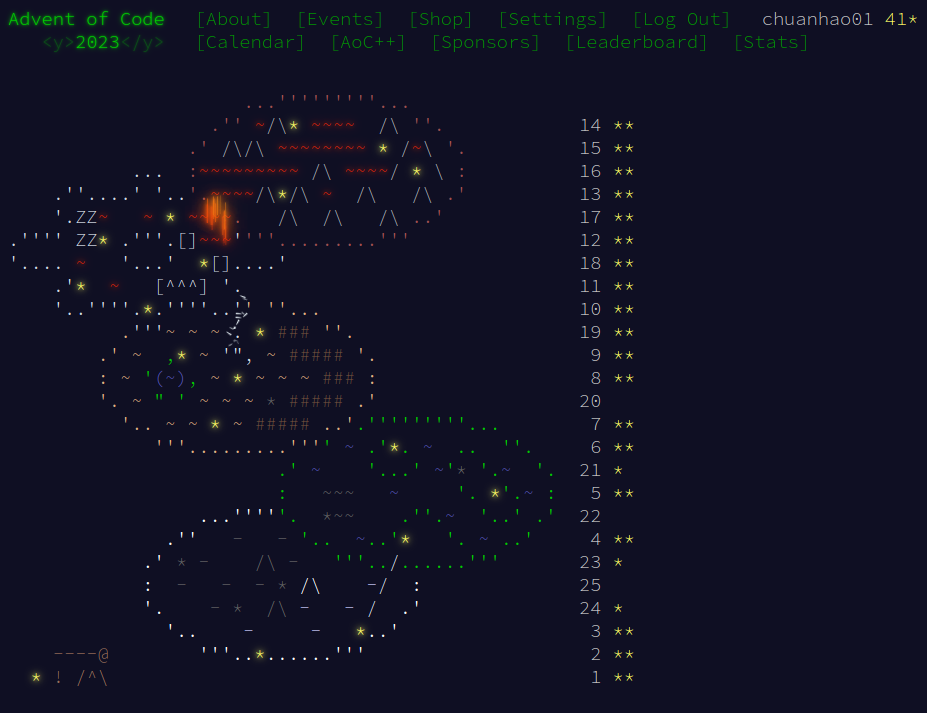 Advent of Code [About] [Events] [Shop] [Settings] [Log Out] chuanhao01 41*
<y>2023</y> [Calendar] [AoC++] [Sponsors] [Leaderboard] [Stats]
14 **
15 **
16 **
13 **
ZZ 17 **
ZZ 12 **
18 **
[^^^] 11 **
10 **
### 19 **
##### 9 **
### 8 **
##### 20
##### 7 **
6 **
21 *
5 **
22
4 **
23 *
25
24 *
3 **
----@ 2 **
* ! /^\ 1 **